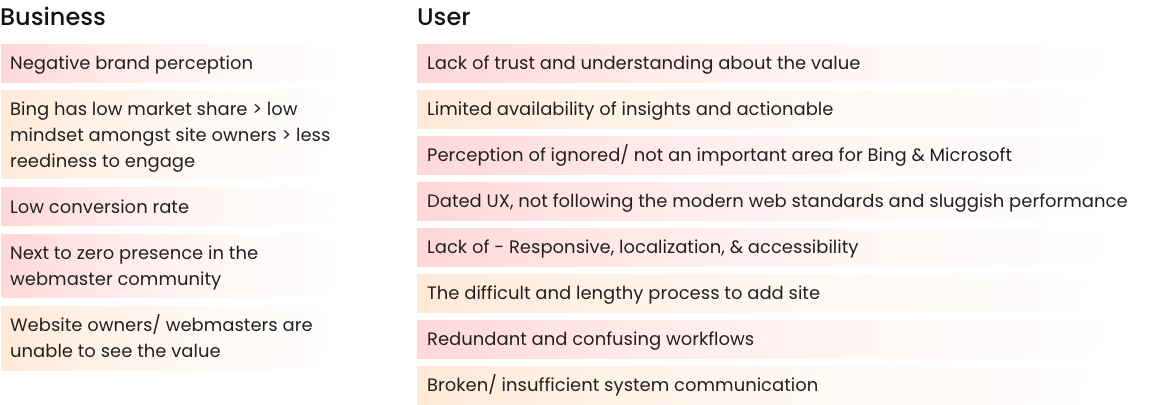 Business
Negative brand perception
Bing has low market share > low
mindset amongst site owners > less
reediness to engage
Low conversion rate
Next to zero presence in the
webmaster community
Website owners/ webmasters are
unable to see the value
User
Lack of trust and understanding about the value
Limited availability of insights and actionable
Perception of ignored/ not an important area for Bing & Microsoft
Dated UX, not following the modern web standards and sluggish performance
Lack of - Responsive, localization, & accessibility
The difficult and lengthy process to add site
Redundant and confusing workflows
Broken/ insufficient system communication